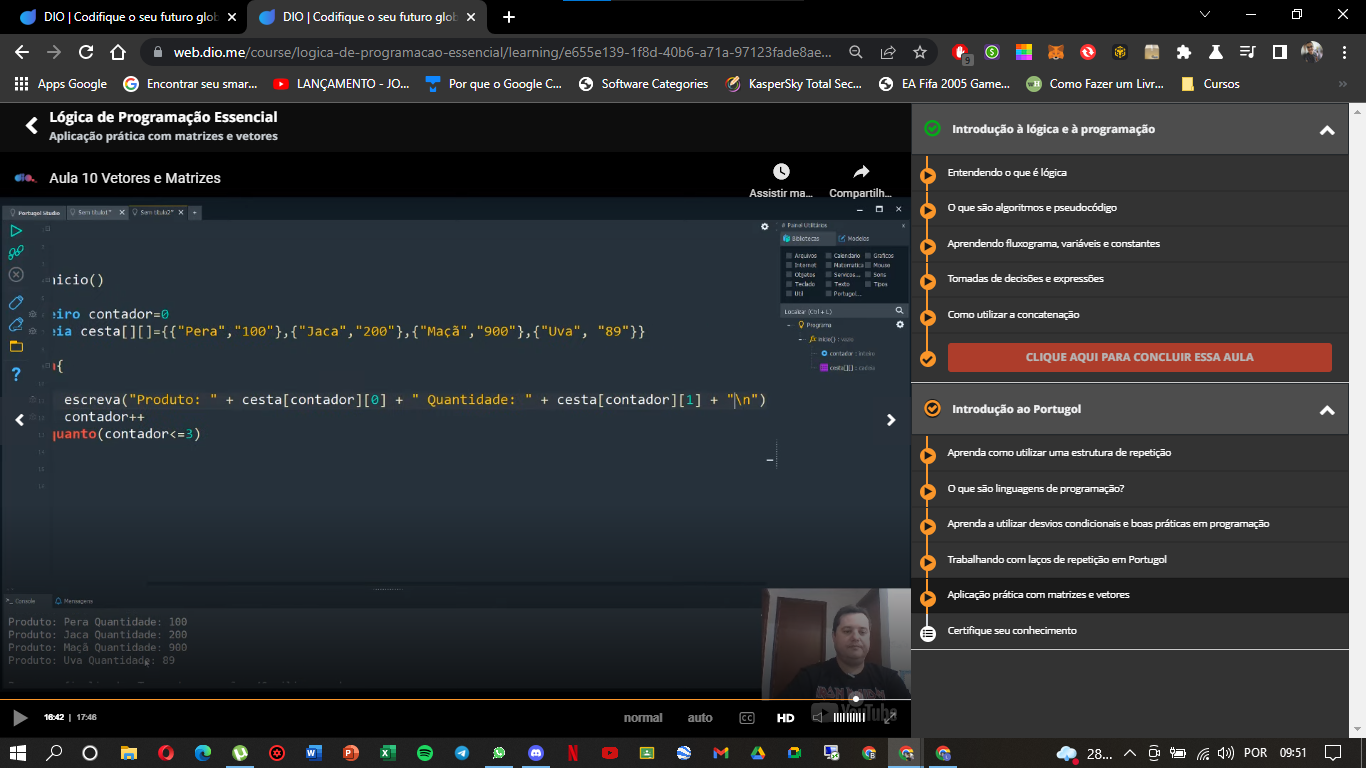 DIO | Codifique o seu futuro glob
DIO | Codifique o seu futuro glob
web.dio.me/course/logica-de-programacao-essencial/learning/e655e139-1f8d-40b6-a71a-97123fade8ae...
9
Apps Google
Encontrar seu smar...
LANÇAMENTO - JO...
Por que o Google C...
Software Categories
KasperSky Total Sec...
EA Fifa 2005 Game...
Como Fazer um Livr...
Cursos
Lógica de Programação Essencial
Aplicação prática com matrizes e vetores
Aula 10 Vetores e Matrizes
Assistir ma...
Compartilh...
Portugol Studio
Sem título1*
Sem título2*
nicio()
eiro contador=0
eia cesta[][]={{"Pera","100"},{"Jaca","200"},{"Maçã","900"},{"Uva", "89"}}
{
escreva("Produto: " + cesta[contador][0] + " Quantidade: " + cesta[contador][1] + "\n")
contador++
quanto(contador<=3)
Painel Utilitários
Bibliotecas
Modelos
Arquivos
Calendario
Graficos
Internet
Matematica
Mouse
Objetos
Servicos...
Sons
Teclado
Texto
Tipos
Util
Portugol...
Localizar (Ctrl + L)
Programa
inicio() : vazio
contador : inteiro
cesta[][] : cadeia
Console
Mensagens
Produto: Pera Quantidade: 100
Produto: Jaca Quantidade: 200
Produto: Maçã Quantidade: 900
Produto: Uva Quantidade: 89
IRON MAIDEN
YouTube
16:42 | 17:46
normal
auto
CC
HD
Introdução à lógica e à programação
Entendendo o que é lógica
O que são algoritmos e pseudocódigo
Aprendendo fluxograma, variáveis e constantes
Tomadas de decisões e expressões
Como utilizar a concatenação
CLIQUE AQUI PARA CONCLUIR ESSA AULA
Introdução ao Portugol
Aprenda como utilizar uma estrutura de repetição
O que são linguagens de programação?
Aprenda a utilizar desvios condicionais e boas práticas em programação
Trabalhando com laços de repetição em Portugol
Aplicação prática com matrizes e vetores
Certifique seu conhecimento
28...
POR
09:51